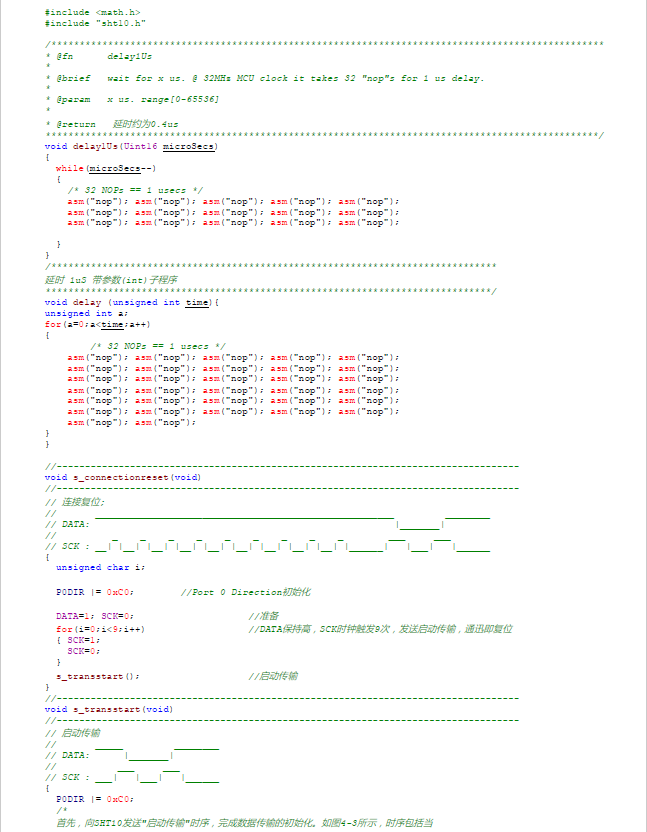 #include <math.h>
#include "sht10.h"
/**************************************************************************************************
* @fn      delay1Us
*
* @brief   wait for x us. @ 32MHz MCU clock it takes 32 "nop"s for 1 us delay.
*
* @param   x us. range[0-65536]
*
* @return   延时约为0.4us
**************************************************************************************************/
void delay1Us(Uint16 microSecs)
{
while(microSecs--)
{
/* 32 NOPs == 1 usecs */
asm("nop"); asm("nop"); asm("nop"); asm("nop"); asm("nop");
asm("nop"); asm("nop"); asm("nop"); asm("nop"); asm("nop");
asm("nop"); asm("nop"); asm("nop"); asm("nop"); asm("nop");
}
}
/*******************************************************************************
延时 1uS 带参数(int)子程序
*******************************************************************************/
void delay (unsigned int time){
unsigned int a;
for(a=0;a<time;a++)
{
/* 32 NOPs == 1 usecs */
asm("nop"); asm("nop"); asm("nop"); asm("nop"); asm("nop");
asm("nop"); asm("nop"); asm("nop"); asm("nop"); asm("nop");
asm("nop"); asm("nop"); asm("nop"); asm("nop"); asm("nop");
asm("nop"); asm("nop"); asm("nop"); asm("nop"); asm("nop");
asm("nop"); asm("nop"); asm("nop"); asm("nop"); asm("nop");
asm("nop"); asm("nop"); asm("nop"); asm("nop"); asm("nop");
asm("nop"); asm("nop");
}
}
//----------------------------------------------------------------------------------
void s_connectionreset(void)
//----------------------------------------------------------------------------------
// 连接复位;
//       _____________________________________________________         ________
// DATA:                                                      |_______|
//          _    _    _    _    _    _    _    _    _        ___     ___
// SCK : __| |__| |__| |__| |__| |__| |__| |__| |__| |______|   |___|   |______
{
unsigned char i;
P0DIR |= 0xC0;        //Port 0 Direction初始化
DATA=1; SCK=0;                    //准备
for(i=0;i<9;i++)                  //DATA保持高，SCK时钟触发9次，发送启动传输，通迅即复位
{ SCK=1;
SCK=0;
}
s_transstart();                   //启动传输
}
//----------------------------------------------------------------------------------
void s_transstart(void)
//----------------------------------------------------------------------------------
// 启动传输
//       _____         ________
// DATA:      |_______|
//           ___     ___
// SCK : ___|   |___|   |______
{
P0DIR |= 0xC0;
/*
首先，向SHT10发送"启动传输"时序，完成数据传输的初始化。如图4-3所示，时序包括当